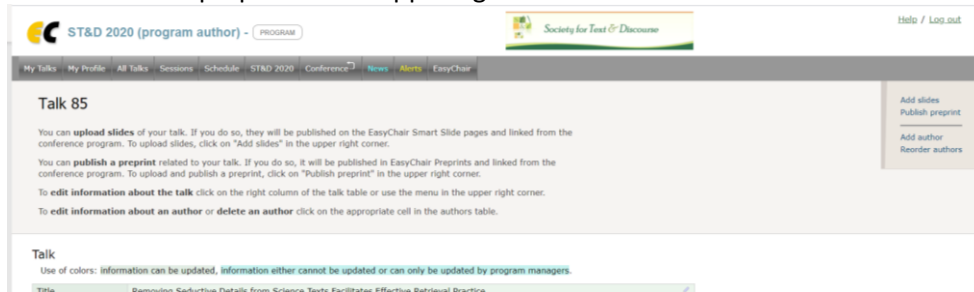 ST&D 2020 (program author) - PROGRAM
Society for Text & Discourse
Help / Log out
My Talks My Profile All Talks Sessions Schedule ST&D 2020 Conference News Alerts EasyChair
Talk 85
Add slides
Publish preprint
Add author
Reorder authors
You can upload slides of your talk. If you do so, they will be published on the EasyChair Smart Slide pages and linked from the
conference program. To upload slides, click on "Add slides" in the upper right corner.
You can publish a preprint related to your talk. If you do so, it will be published in EasyChair Preprints and linked from the
conference program. To upload and publish a preprint, click on "Publish preprint" in the upper right corner.
To edit information about the talk click on the right column of the talk table or use the menu in the upper right corner.
To edit information about an author or delete an author click on the appropriate cell in the authors table.
Talk
Use of colors: information can be updated, information either cannot be updated or can only be updated by program managers.
Title Removing Seductive Details from Science Texts Facilitates Effective Retrieval Practice